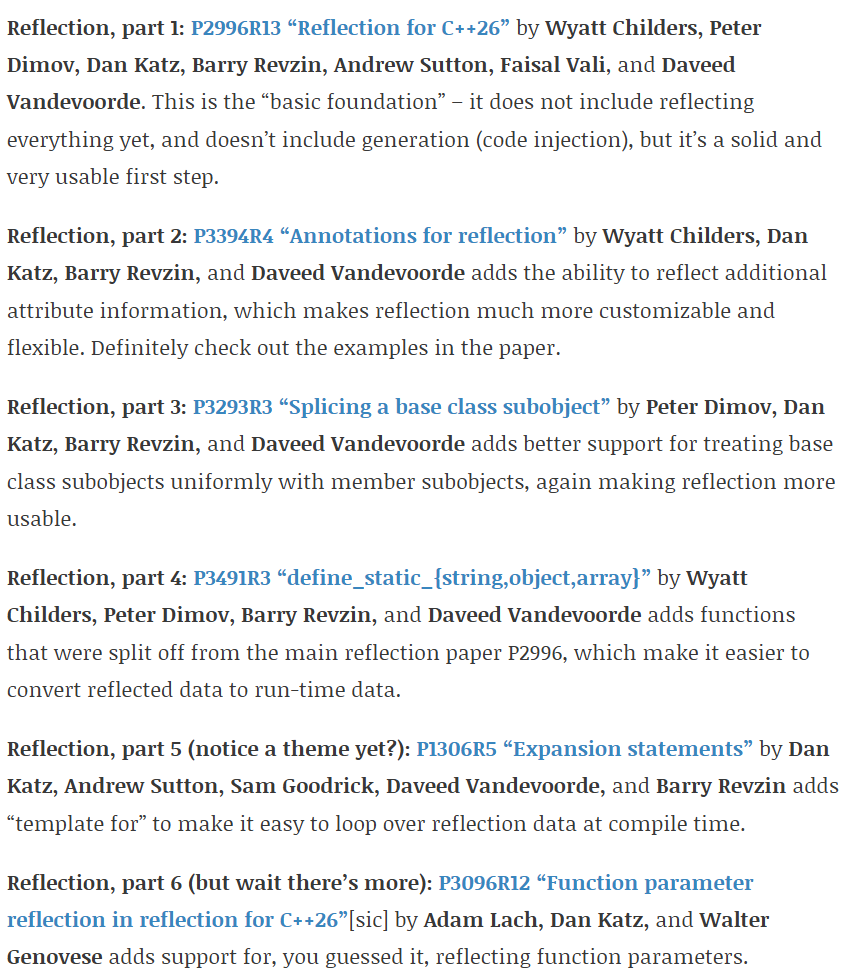 Reflection, part 1: P2996R13 “Reflection for C++26” by Wyatt Childers, Peter
Dimov, Dan Katz, Barry Revzin, Andrew Sutton, Faisal Vali, and Daveed
Vandevoorde. This is the “basic foundation” – it does not include reflecting
everything yet, and doesn’t include generation (code injection), but it’s a solid and
very usable first step.
Reflection, part 2: P3394R4 “Annotations for reflection” by Wyatt Childers, Dan
Katz, Barry Revzin, and Daveed Vandevoorde adds the ability to reflect additional
attribute information, which makes reflection much more customizable and
flexible. Definitely check out the examples in the paper.
Reflection, part 3: P3293R3 “Splicing a base class subobject” by Peter Dimov, Dan
Katz, Barry Revzin, and Daveed Vandevoorde adds better support for treating base
class subobjects uniformly with member subobjects, again making reflection more
usable.
Reflection, part 4: P3491R3 “define_static_{string,object,array}” by Wyatt
Childers, Peter Dimov, Barry Revzin, and Daveed Vandevoorde adds functions
that were split off from the main reflection paper P2996, which make it easier to
convert reflected data to run-time data.
Reflection, part 5 (notice a theme yet?): P1306R5 “Expansion statements” by Dan
Katz, Andrew Sutton, Sam Goodrick, Daveed Vandevoorde, and Barry Revzin adds
“template for” to make it easy to loop over reflection data at compile time.
Reflection, part 6 (but wait there’s more): P3096R12 “Function parameter
reflection in reflection for C++26”[sic] by Adam Lach, Dan Katz, and Walter
Genovese adds support for, you guessed it, reflecting function parameters.